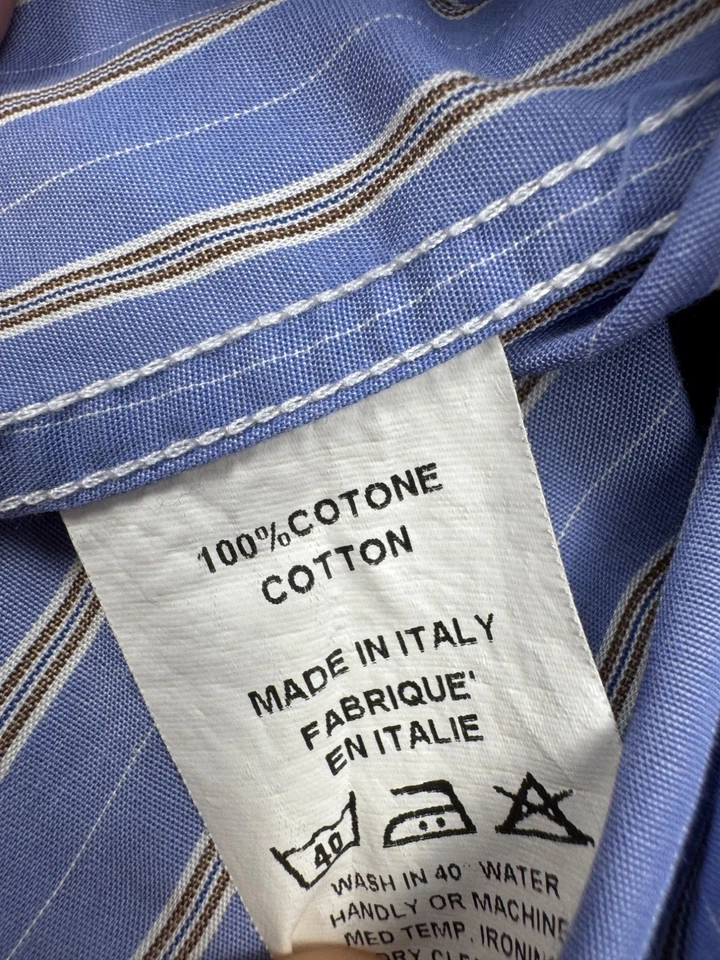 100%COTONE
COTTON
MADE IN ITALY
FABRIQUE'
EN ITALIE
40
WASH IN 40° WATER
HANDLY OR MACHINE
MED TEMP. IRONING
DRY